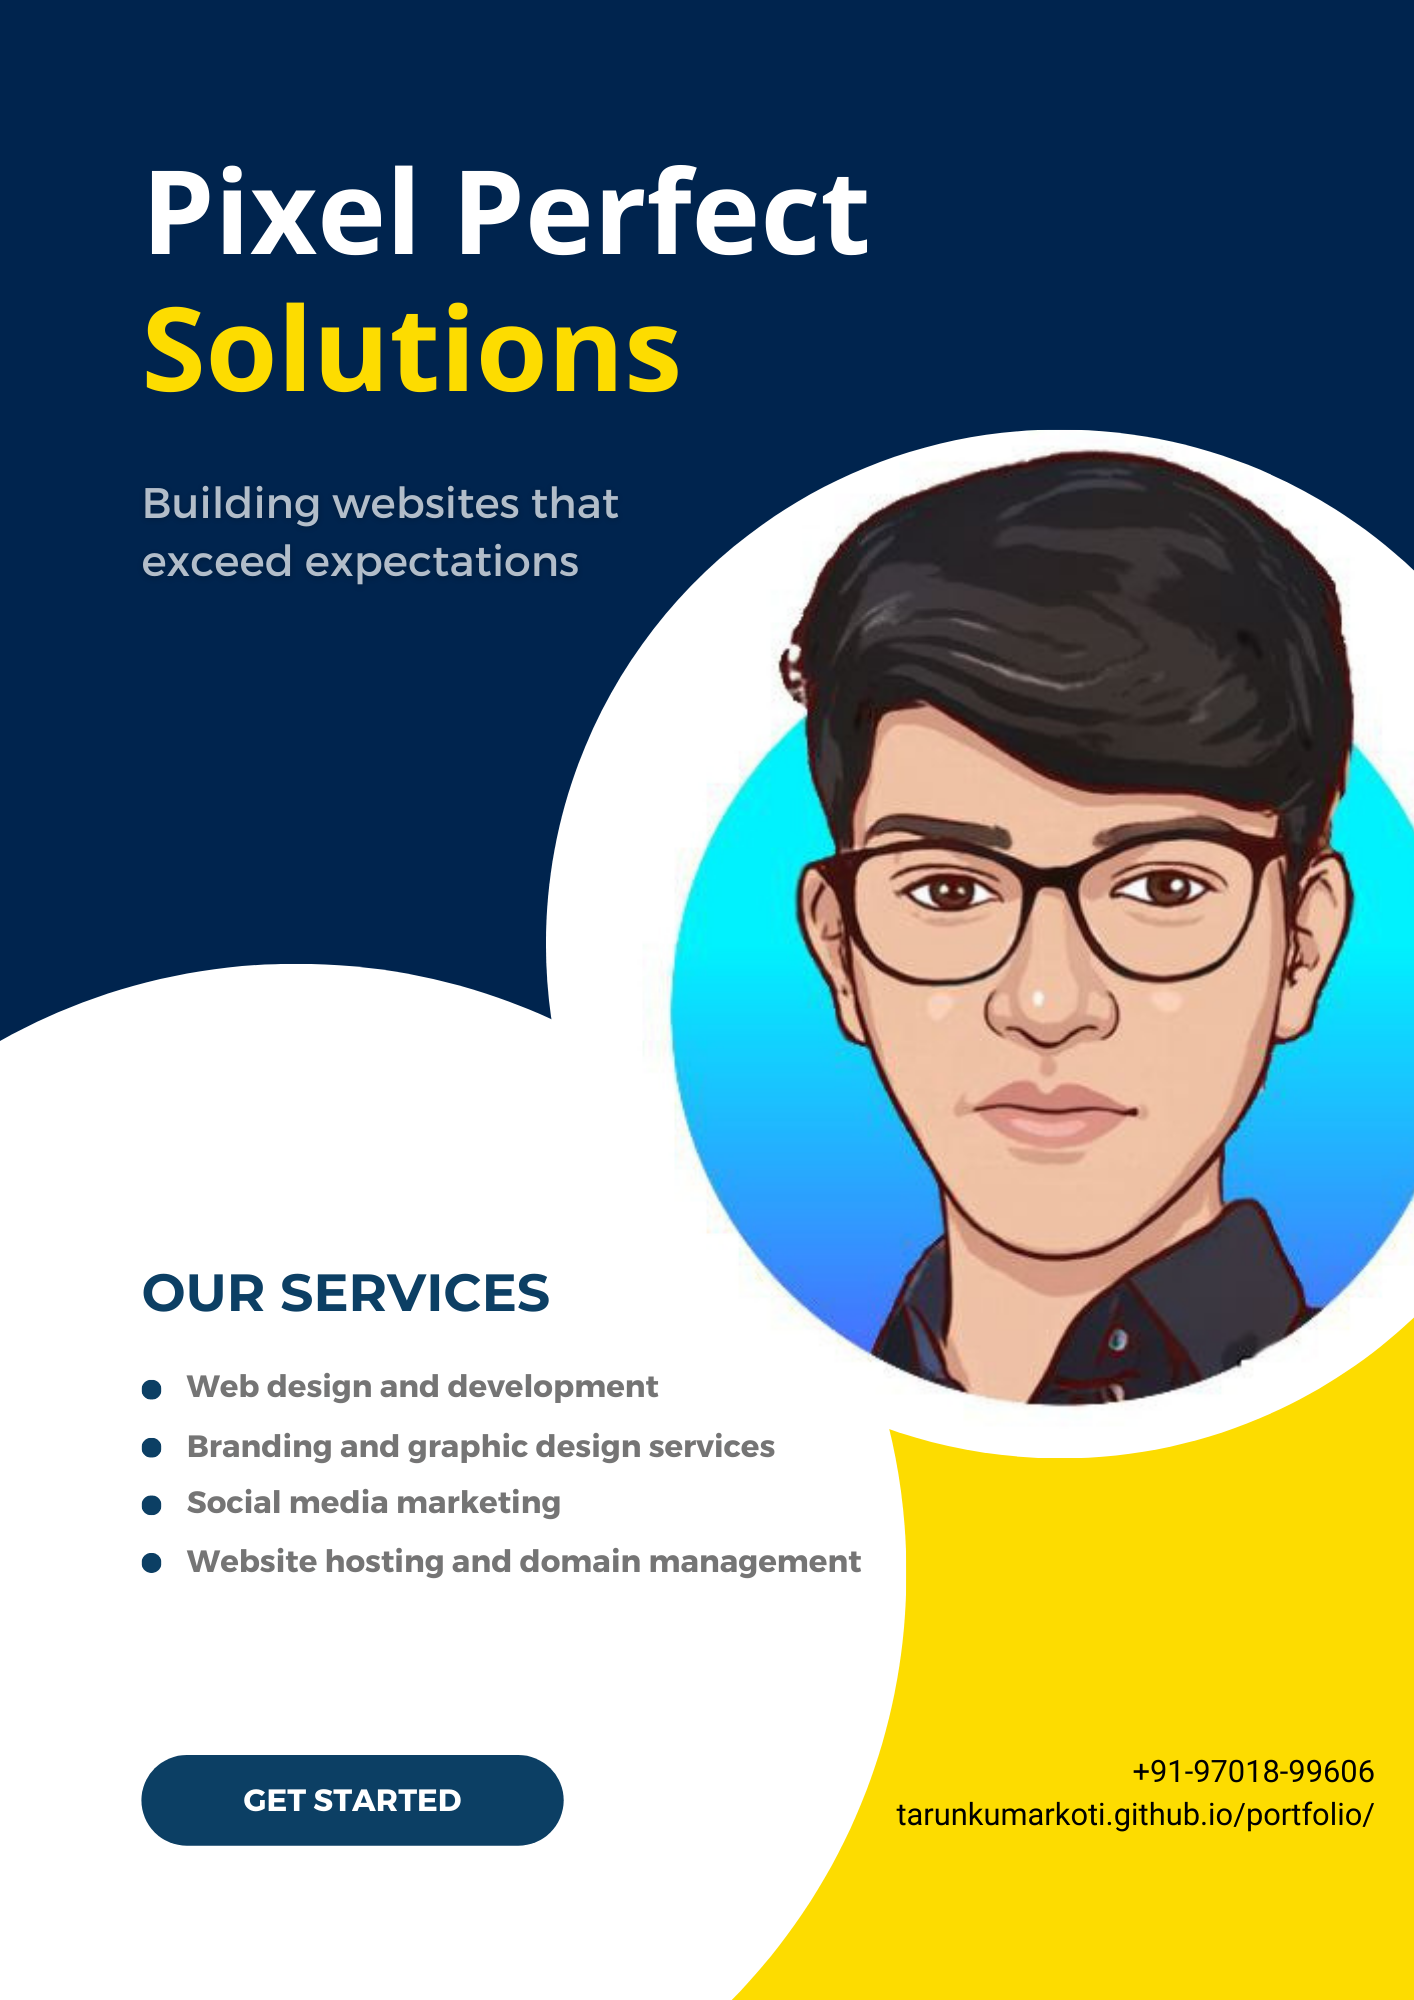 Pixel Perfect
Solutions
Building websites that
exceed expectations
OUR SERVICES
Web design and development
Branding and graphic design services
Social media marketing
Website hosting and domain management
GET STARTED
+91-97018-99606
tarunkumarkoti.github.io/portfolio/